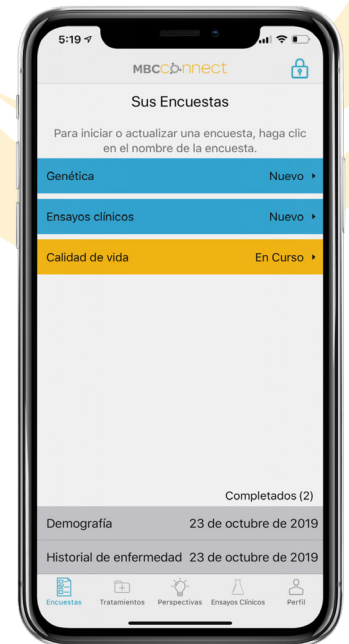 5:19
MBCConnect
Sus Encuestas
Para iniciar o actualizar una encuesta, haga clic
en el nombre de la encuesta.
Genética Nuevo
Ensayos clínicos Nuevo
Calidad de vida En Curso
Completados (2)
Demografía 23 de octubre de 2019
Historial de enfermedad 23 de octubre de 2019
Encuestas Tratamientos Perspectivas Ensayos Clínicos Perfil